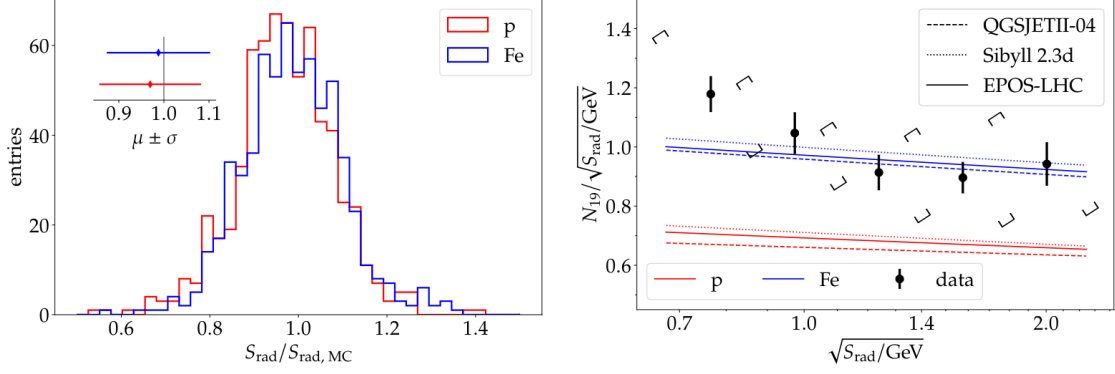 60
40
20
0
entries
0.6 0.8 1.0 1.2 1.4
S_rad/S_rad, MC
p
Fe
0.9 1.0 1.1
μ ± σ
1.4
1.2
1.0
0.8
0.6
N_19/√S_rad/GeV
QGSJETII-04
Sibyll 2.3d
EPOS-LHC
p Fe data
0.7 1.0 1.4 2.0
√S_rad/GeV